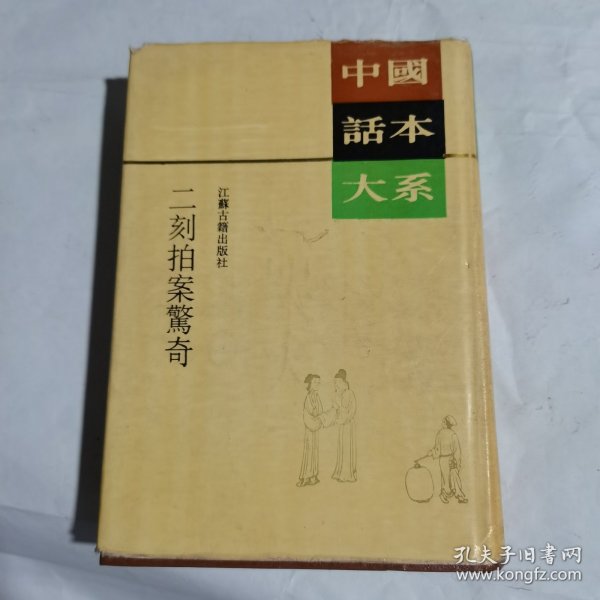 中國
話本
大系
江蘇古籍出版社
二刻拍案驚奇
孔夫子旧书网
www.kongfz.com